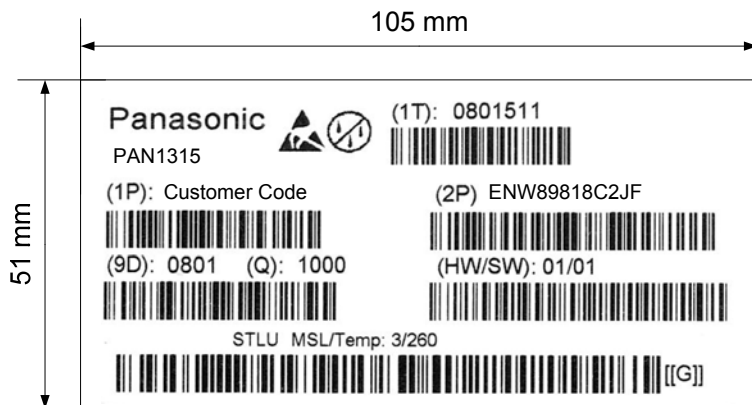 105 mm
51 mm
Panasonic
PAN1315
(1T): 0801511
(1P): Customer Code
(2P) ENW89818C2JF
(9D): 0801 (Q): 1000
(HW/SW): 01/01
STLU MSL/Temp: 3/260
[[G]]